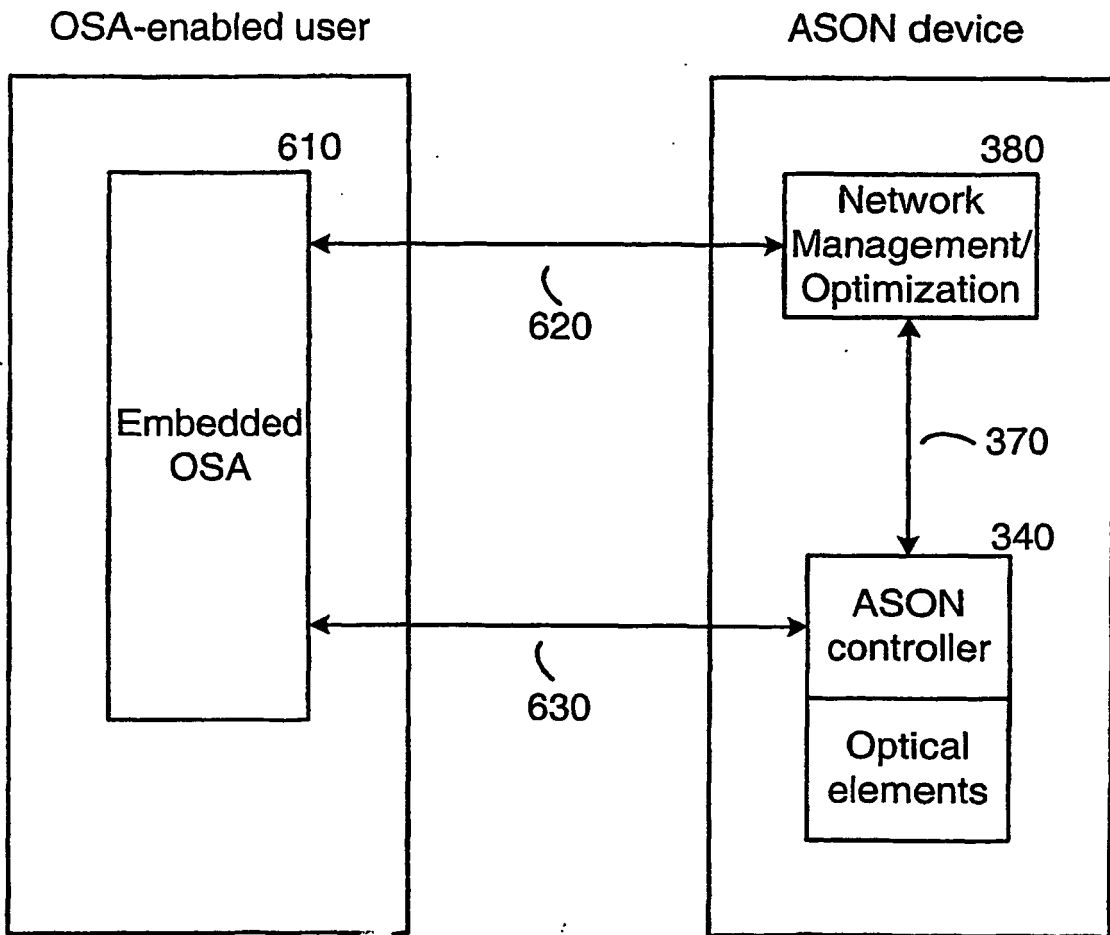 OSA-enabled user
ASON device
610
380
Network
Management/
Optimization
620
Embedded
OSA
370
340
ASON
controller
630
Optical
elements